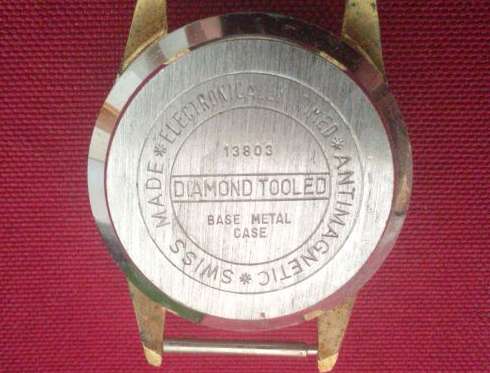 13803
DIAMOND TOOLED
BASE METAL
CASE
* ANTIMAGNETIC * SWISS MADE *